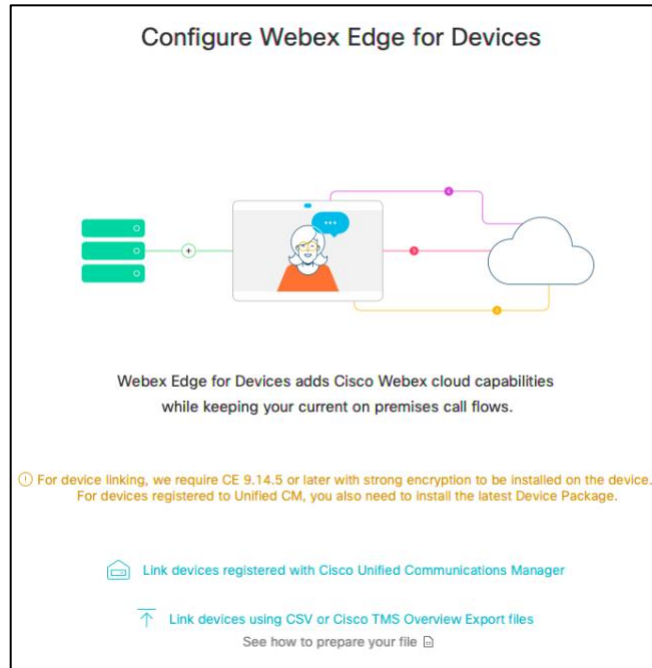 Configure Webex Edge for Devices
Webex Edge for Devices adds Cisco Webex cloud capabilities
while keeping your current on premises call flows.
For device linking, we require CE 9.14.5 or later with strong encryption to be installed on the device.
For devices registered to Unified CM, you also need to install the latest Device Package.
Link devices registered with Cisco Unified Communications Manager
Link devices using CSV or Cisco TMS Overview Export files
See how to prepare your file